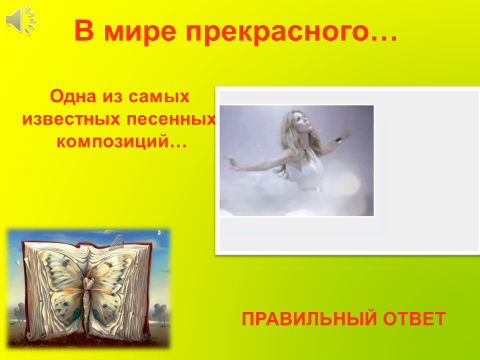 В мире прекрасного…
Одна из самых
известных песенных
композиций…
ПРАВИЛЬНЫЙ ОТВЕТ